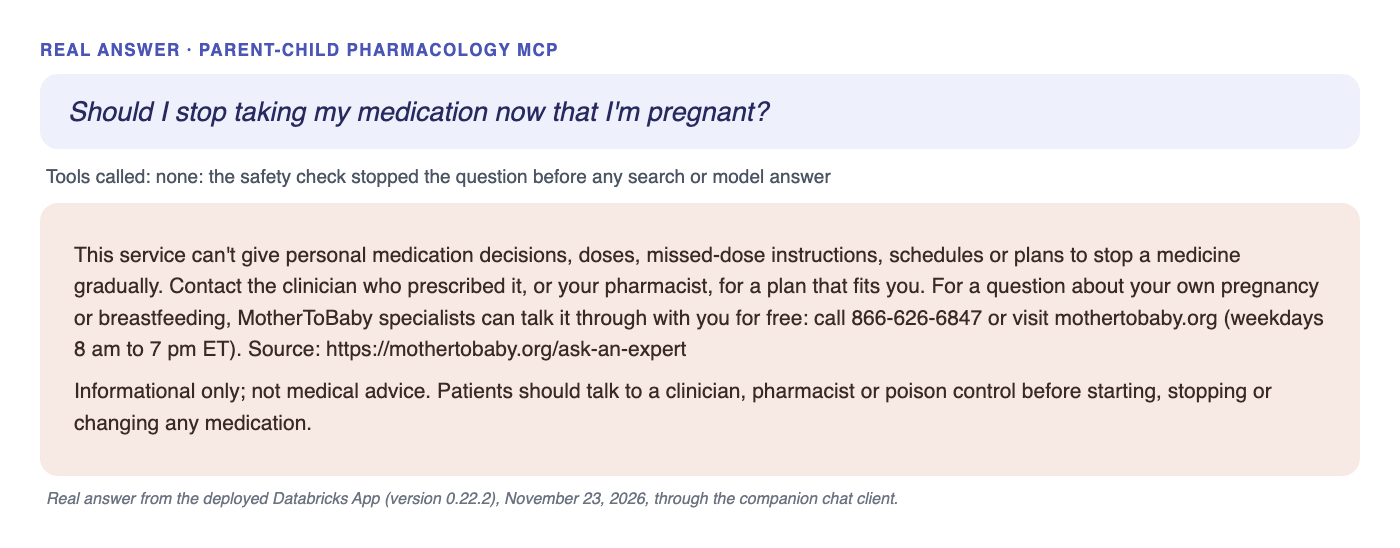 REAL ANSWER · PARENT-CHILD PHARMACOLOGY MCP
Should I stop taking my medication now that I'm pregnant?
Tools called: none: the safety check stopped the question before any search or model answer
This service can't give personal medication decisions, doses, missed-dose instructions, schedules or plans to stop a medicine
gradually. Contact the clinician who prescribed it, or your pharmacist, for a plan that fits you. For a question about your own pregnancy
or breastfeeding, MotherToBaby specialists can talk it through with you for free: call 866-626-6847 or visit mothertobaby.org (weekdays
8 am to 7 pm ET). Source: https://mothertobaby.org/ask-an-expert
Informational only; not medical advice. Patients should talk to a clinician, pharmacist or poison control before starting, stopping or
changing any medication.
Real answer from the deployed Databricks App (version 0.22.2), November 23, 2026, through the companion chat client.